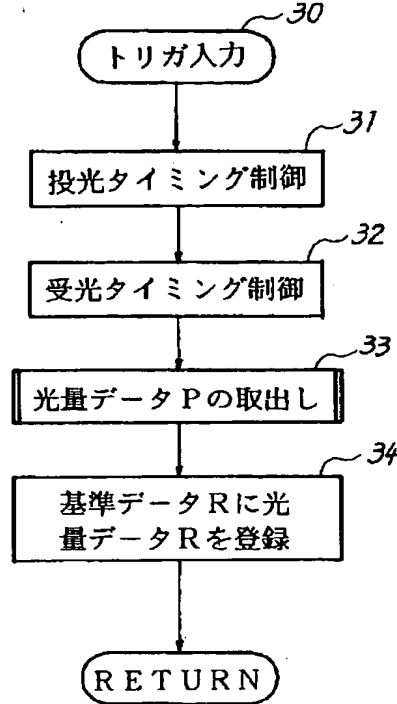 30
トリガ入力
31
投光タイミング制御
32
受光タイミング制御
33
光量データPの取出し
34
基準データRに光
量データRを登録
RETURN